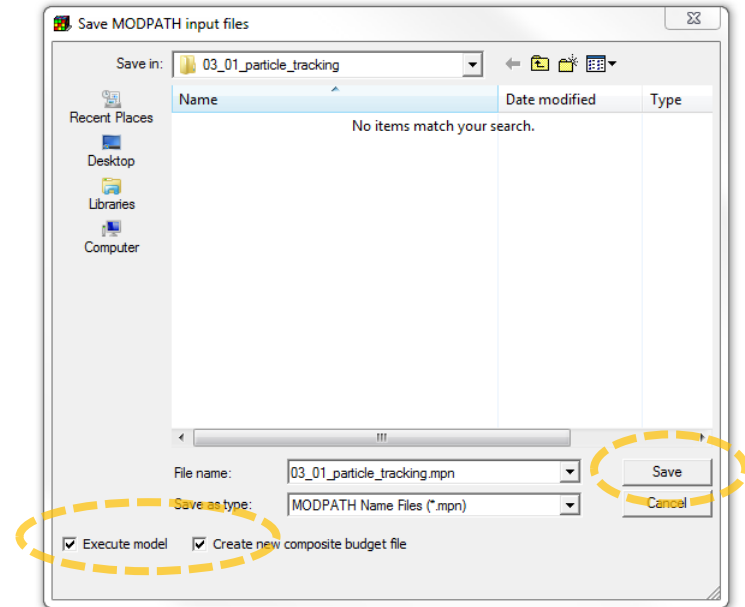 Save MODPATH input files
Save in: 03_01_particle_tracking
Name Date modified Type
No items match your search.
Recent Places
Desktop
Libraries
Computer
File name: 03_01_particle_tracking.mpn Save
Save as type: MODPATH Name Files (*.mpn) Cancel
Execute model Create new composite budget file